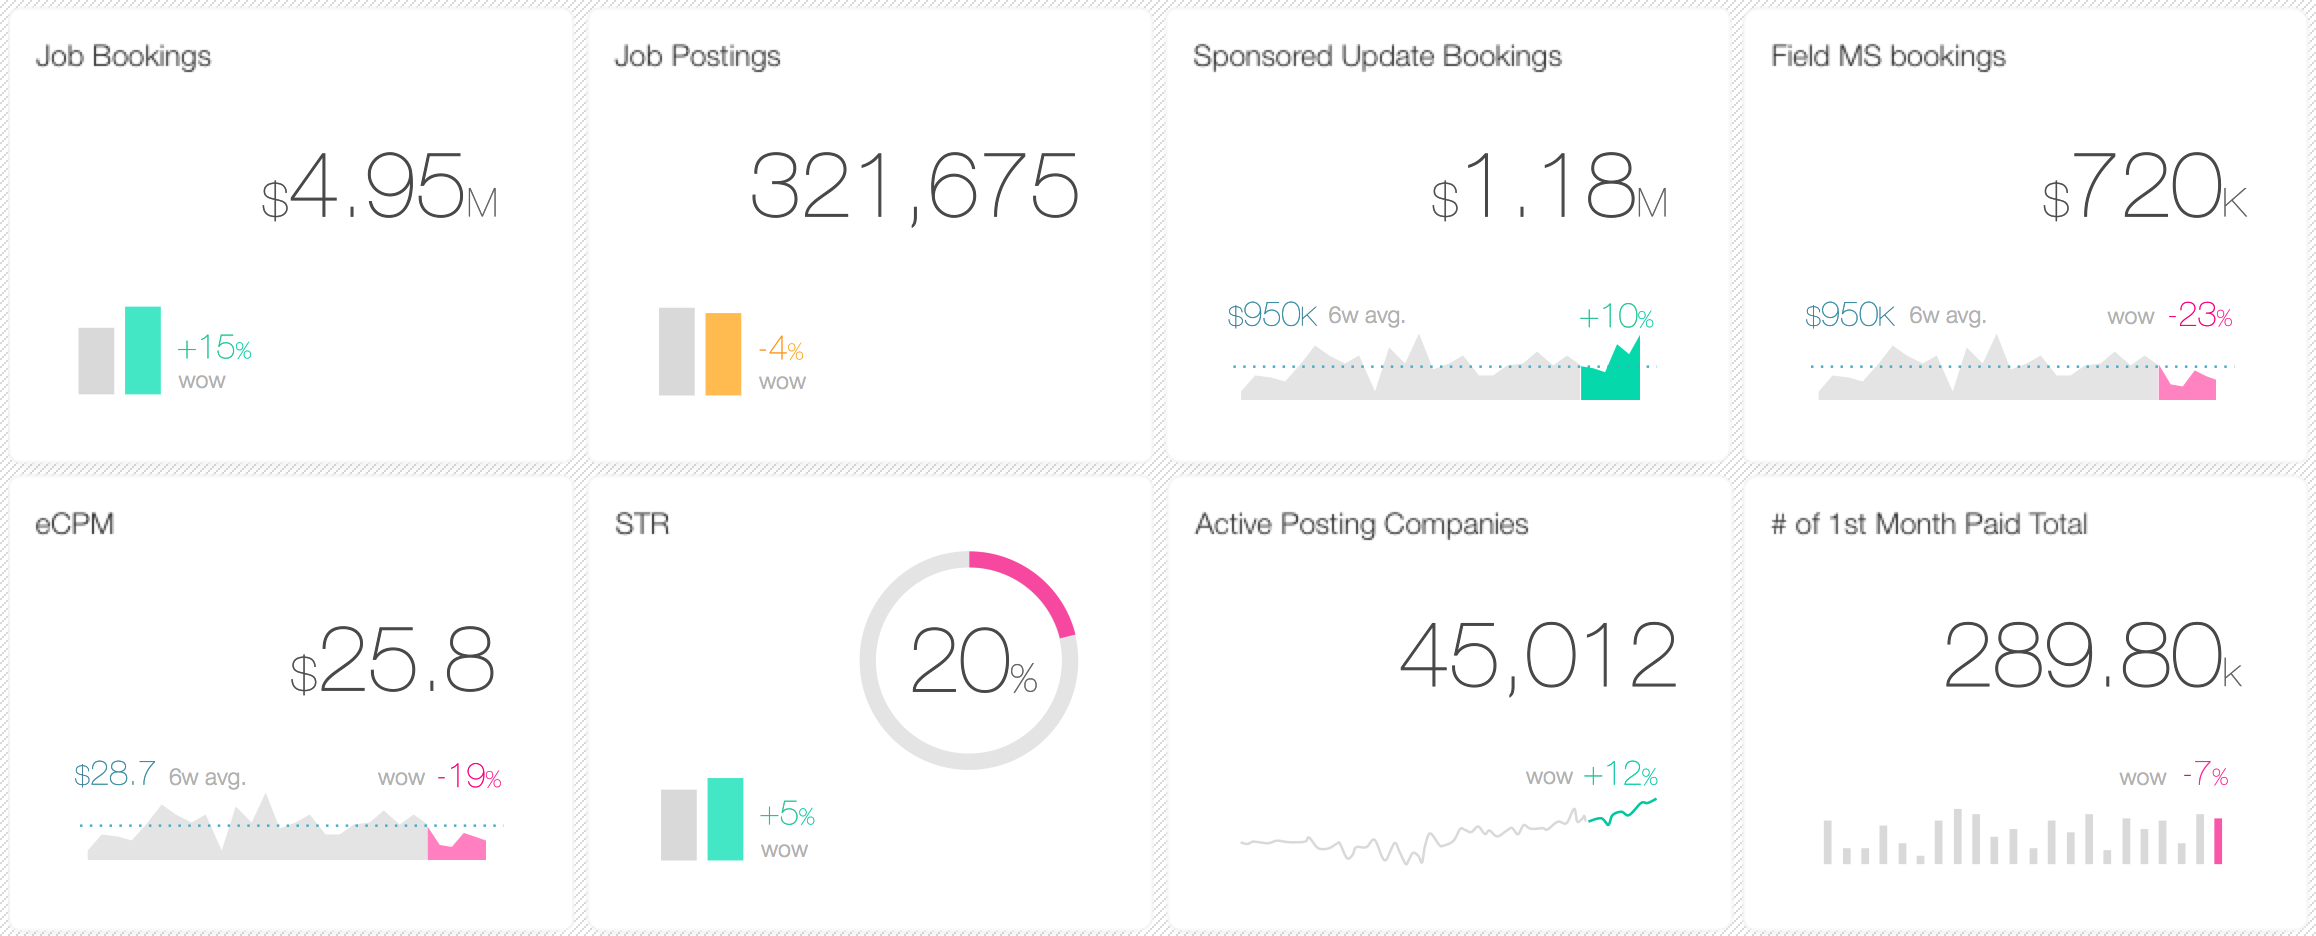 Job Bookings
$4.95M
+15%
wow
Job Postings
321,675
-4%
wow
Sponsored Update Bookings
$1.18M
$950K 6w avg. +10%
Field MS bookings
$720K
$950K 6w avg. wow -23%
eCPM
$25.8
$28.7 6w avg. wow -19%
STR
20%
+5%
wow
Active Posting Companies
45,012
wow +12%
# of 1st Month Paid Total
289.80k
wow -7%